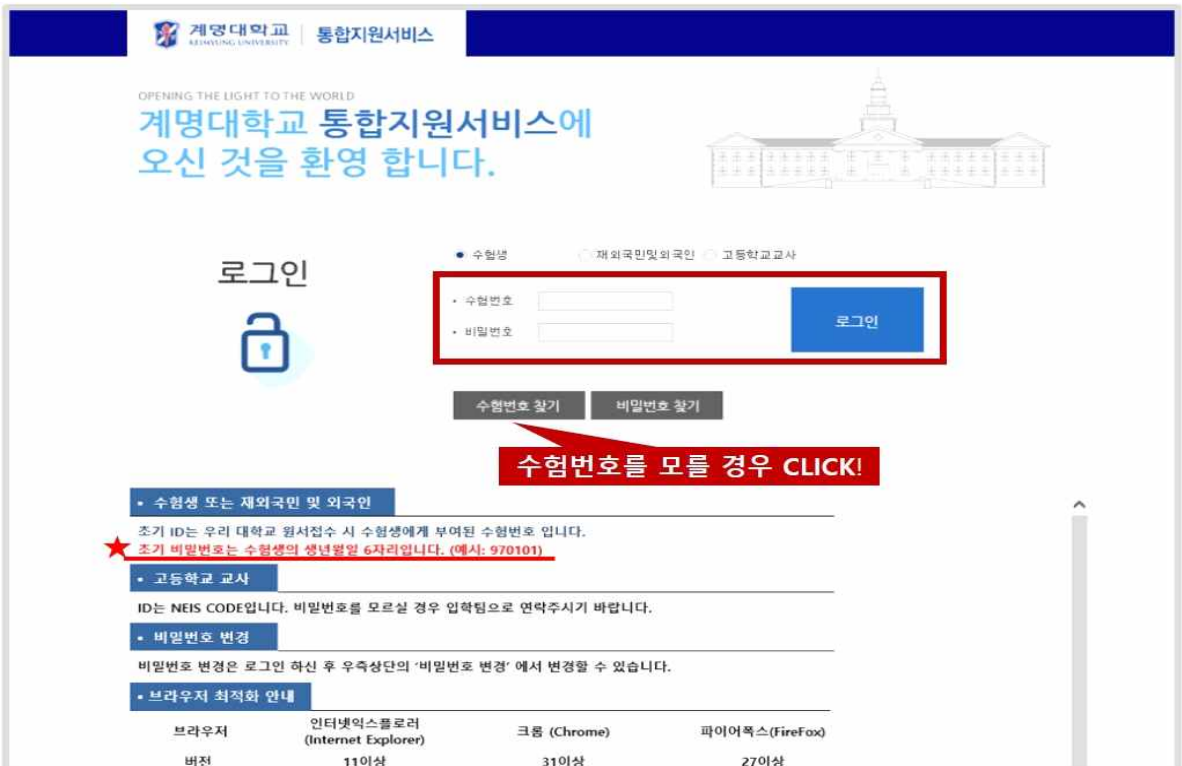 계명대학교 통합지원서비스
KEIMYUNG UNIVERSITY
OPENING THE LIGHT TO THE WORLD
계명대학교 통합지원서비스에
오신 것을 환영 합니다.
로그인
수험생 재외국민및외국인 고등학교교사
• 수험번호
• 비밀번호
로그인
수험번호 찾기 비밀번호 찾기
수험번호를 모를 경우 CLICK!
• 수험생 또는 재외국민 및 외국인
초기 ID는 우리 대학교 원서접수 시 수험생에게 부여된 수험번호 입니다.
★ 초기 비밀번호는 수험생의 생년월일 6자리입니다. (예시: 970101)
• 고등학교 교사
ID는 NEIS CODE입니다. 비밀번호를 모르실 경우 입학팀으로 연락주시기 바랍니다.
• 비밀번호 변경
비밀번호 변경은 로그인 하신 후 우측상단의 '비밀번호 변경' 에서 변경할 수 있습니다.
• 브라우저 최적화 안내
브라우저 인터넷익스플로러 (Internet Explorer) 크롬 (Chrome) 파이어폭스(FireFox)
버전 11이상 31이상 27이상